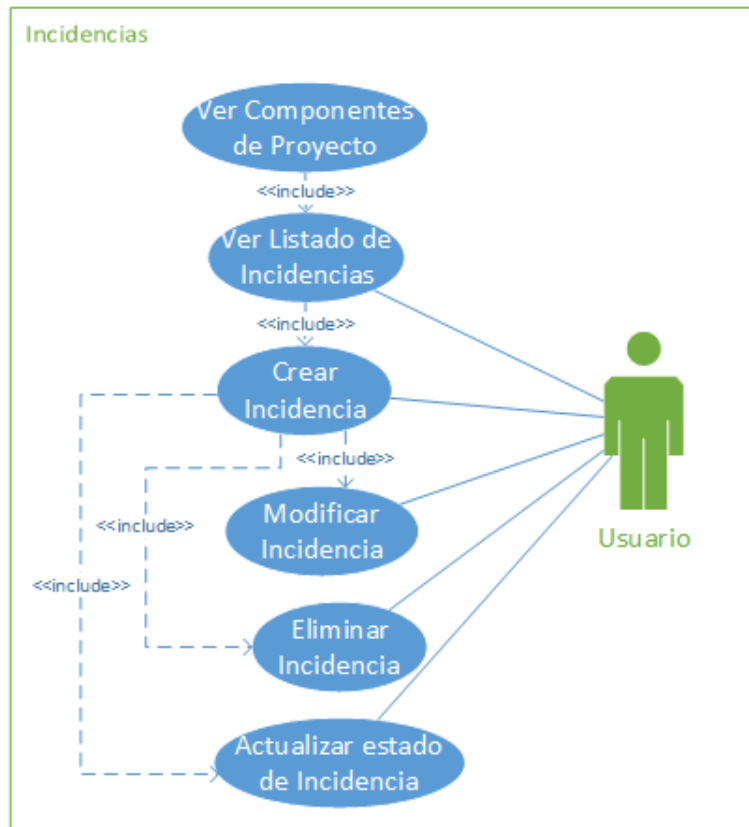 Incidencias
Ver Componentes
de Proyecto
<<include>>
Ver Listado de
Incidencias
<<include>>
Crear
Incidencia
<<include>>
Modificar
Incidencia
<<include>>
Usuario
<<include>>
Eliminar
Incidencia
Actualizar estado
de Incidencia